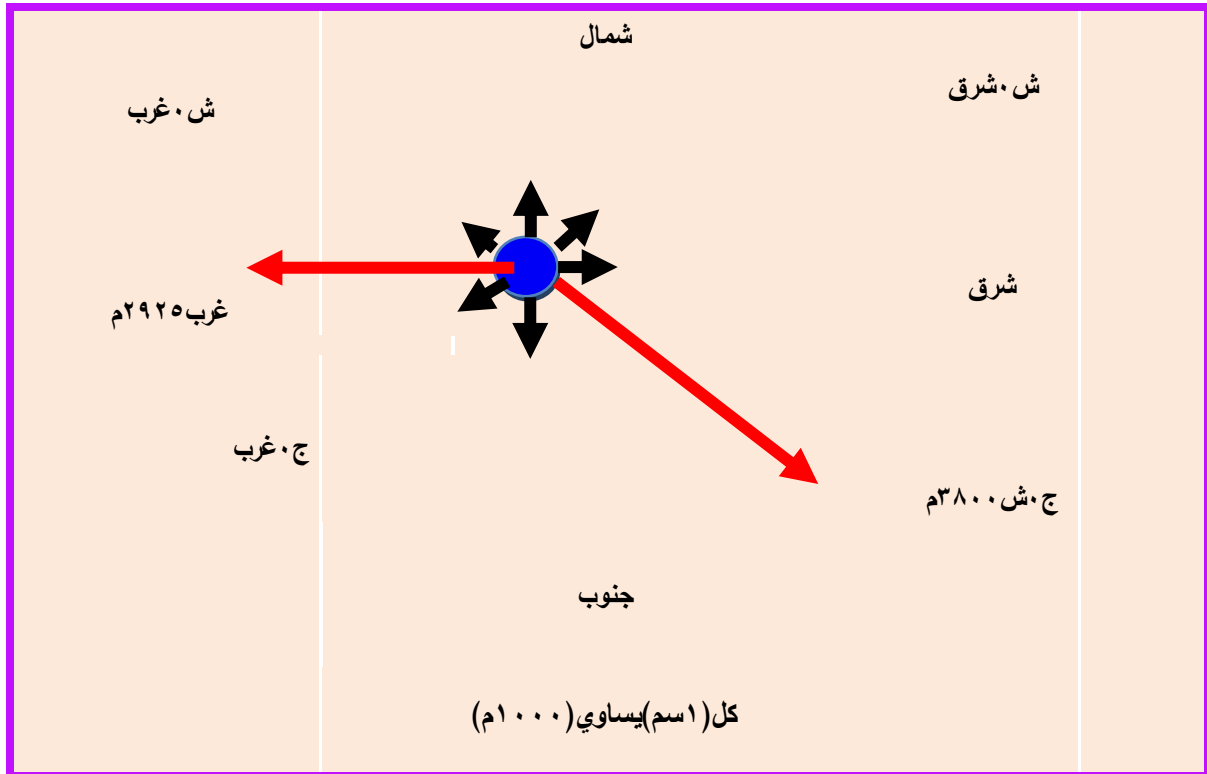 شمال
ش٠شرق
ش٠غرب
شرق
غرب٢٩٢٥م
ج٠غرب
ج٠ش٣٨٠٠م
جنوب
كل(١سم)يساوي(١٠٠٠م)